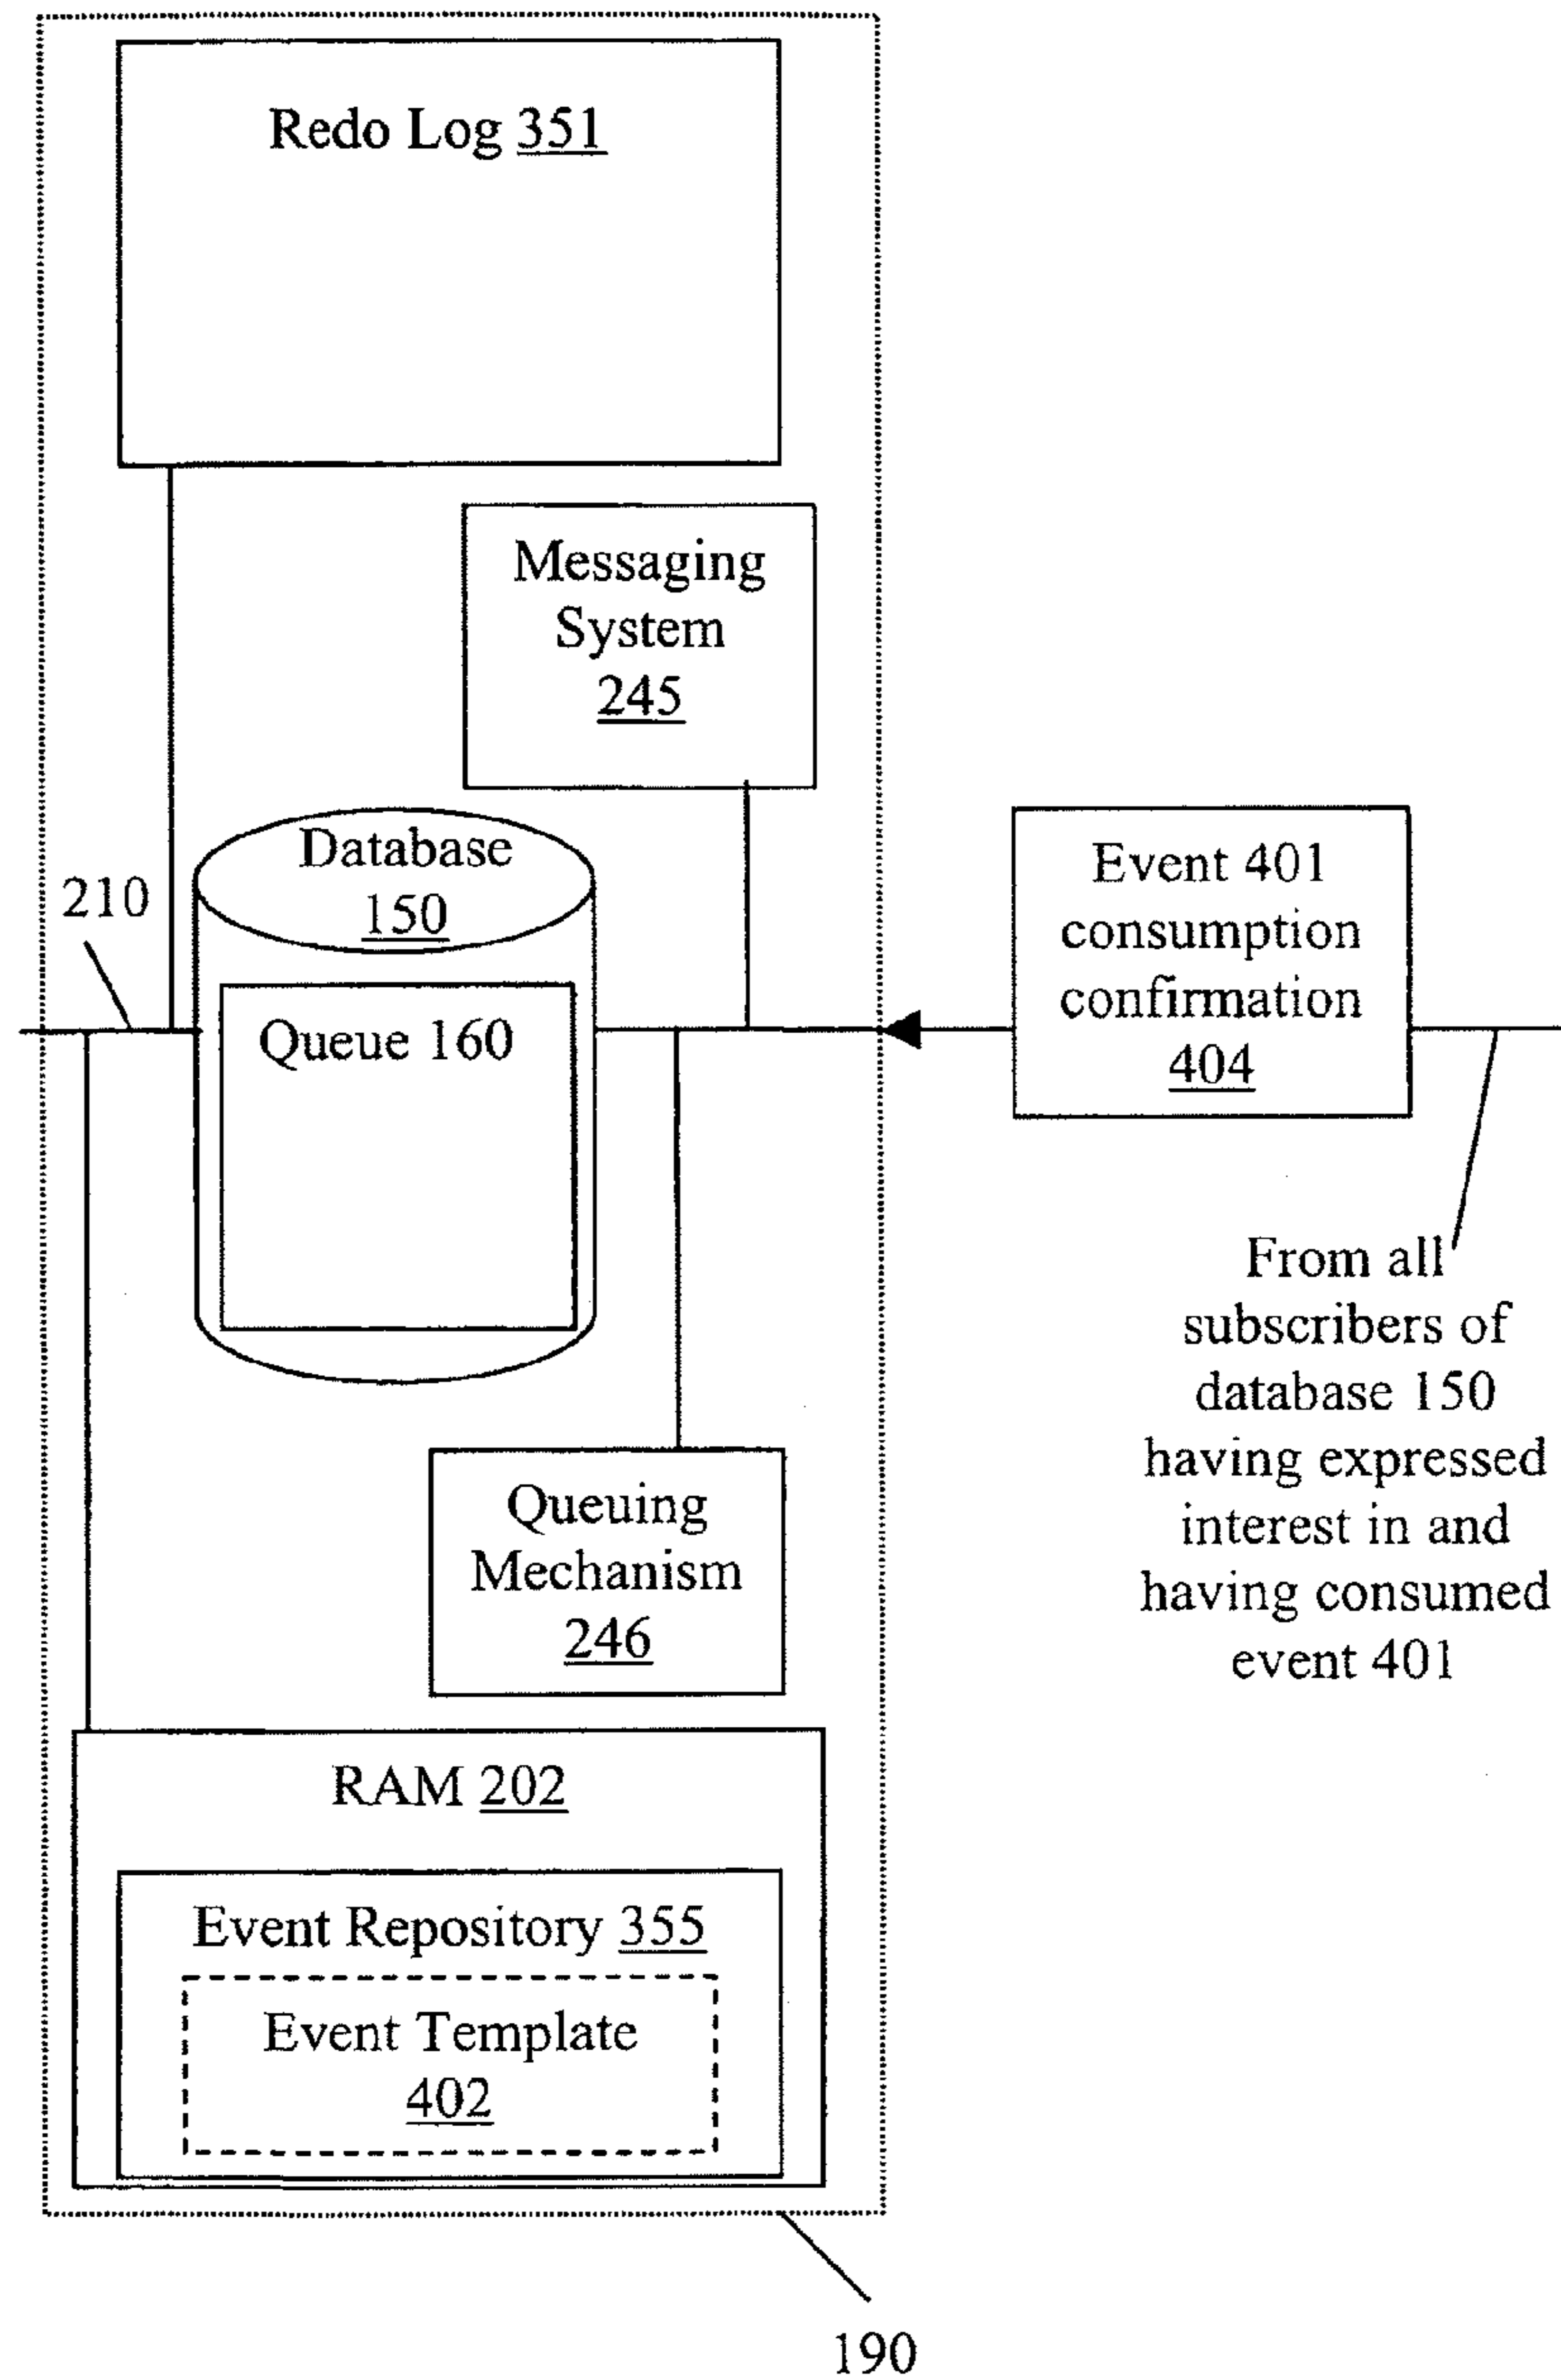 Redo Log 351
Messaging
System
245
Database
150
210
Queue 160
Event 401
consumption
confirmation
404
From all
subscribers of
database 150
having expressed
interest in and
having consumed
event 401
Queuing
Mechanism
246
RAM 202
Event Repository 355
Event Template
402
190